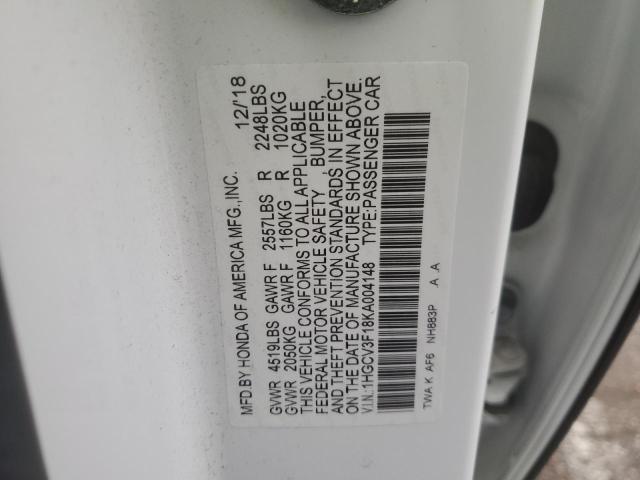 MFD BY HONDA OF AMERICA MFG.,INC. 12/'18
GVWR 4519LBS GAWR F 2557LBS R 2248LBS
GVWR 2050KG GAWR F 1160KG R 1020KG
THIS VEHICLE CONFORMS TO ALL APPLICABLE
FEDERAL MOTOR VEHICLE SAFETY , BUMPER,
AND THEFT PREVENTION STANDARDS IN EFFECT
ON THE DATE OF MANUFACTURE SHOWN ABOVE.
V.I.N.:1HGCV3F18KA004148 TYPE:PASSENGER CAR
TWA K AF6 NH883P A .A